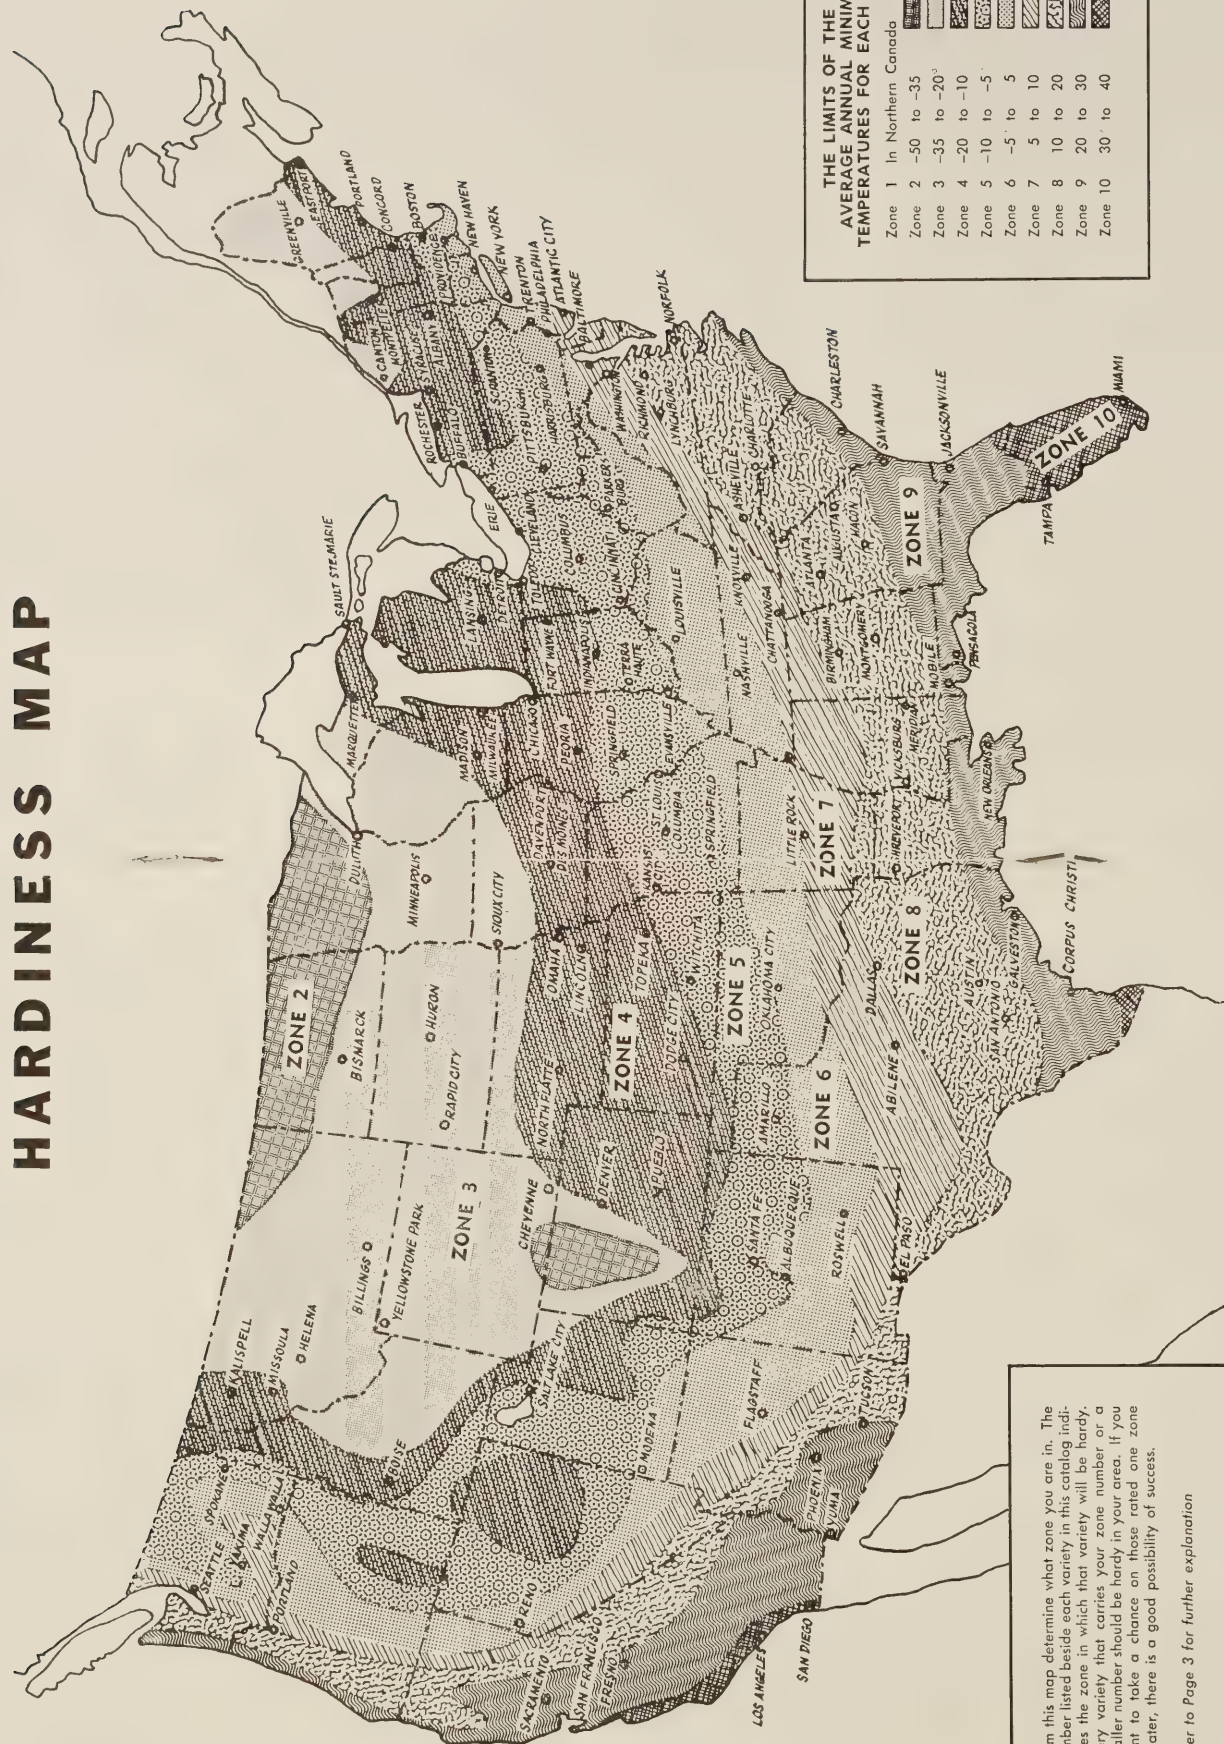 HARDINESS MAP
ZONE 2
ZONE 3
ZONE 4
ZONE 5
ZONE 6
ZONE 7
ZONE 8
ZONE 9
ZONE 10
SEATTLE
SPOKANE
YAKIMA
WALLA WALLA
PORTLAND
KALISPELL
MISSOULA
HELENA
BILLINGS
YELLOWSTONE PARK
BOISE
SALT LAKE CITY
MODENA
RENO
SACRAMENTO
SAN FRANCISCO
FRESNO
LOS ANGELES
SAN DIEGO
PHOENIX
YUMA
TUCSON
FLAGSTAFF
CHEYENNE
DENVER
PUEBLO
SANTA FE
ALBUQUERQUE
ROSWELL
EL PASO
BISMARCK
HURON
RAPID CITY
NORTH PLATTE
OMAHA
LINCOLN
TOPEKA
DODGE CITY
WICHITA
OKLAHOMA CITY
AMARILLO
DALLAS
ABILENE
AUSTIN
SAN ANTONIO
GALVESTON
CORPUS CHRISTI
DULUTH
MINNEAPOLIS
SIOUX CITY
DAVENPORT
DES MOINES
KANSAS CITY
ST. LOUIS
COLUMBIA
SPRINGFIELD
LITTLE ROCK
SHREVEPORT
NEW ORLEANS
MARQUETTE
SAULT STE.MARIE
MADISON
MILWAUKEE
CHICAGO
PEORIA
SPRINGFIELD
EVANSVILLE
LANSING
DETROIT
TOLEDO
FORT WAYNE
INDIANAPOLIS
TERRA HAUTE
LOUISVILLE
NASHVILLE
KNOXVILLE
CHATTANOOGA
BIRMINGHAM
MONTGOMERY
MOBILE
PENSACOLA
VICKSBURG
MERIDIAN
ERIE
CLEVELAND
COLUMBUS
CINCINNATI
PARKERBURG
PITTSBURGH
HARRISBURG
SCRANTON
ROCHESTER
BUFFALO
SYRACUSE
ALBANY
CANTON
MONTPELIER
GREENVILLE
EASTPORT
PORTLAND
CONCORD
BOSTON
PROVIDENCE
NEW HAVEN
NEW YORK
TRENTON
PHILADELPHIA
ATLANTIC CITY
BALTIMORE
RICHMOND
NORFOLK
LYNCHBURG
CHARLOTTE
ASHEVILLE
ATLANTA
AUGUSTA
MACON
CHARLESTON
SAVANNAH
JACKSONVILLE
TAMPA
MIAMI
THE LIMITS OF THE
AVERAGE ANNUAL MINIM
TEMPERATURES FOR EACH
Zone 1 In Northern Canada
Zone 2 -50 to -35
Zone 3 -35 to -20
Zone 4 -20 to -10
Zone 5 -10 to -5
Zone 6 -5 to 5
Zone 7 5 to 10
Zone 8 10 to 20
Zone 9 20 to 30
Zone 10 30 to 40
m this map determine what zone you are in. The
mber listed beside each variety in this catalog indi-
es the zone in which that variety will be hardy.
ery variety that carries your zone number or a
aller number should be hardy in your area. If you
nt to take a chance on those rated one zone
ater, there is a good possibility of success.
er to Page 3 for further explanation